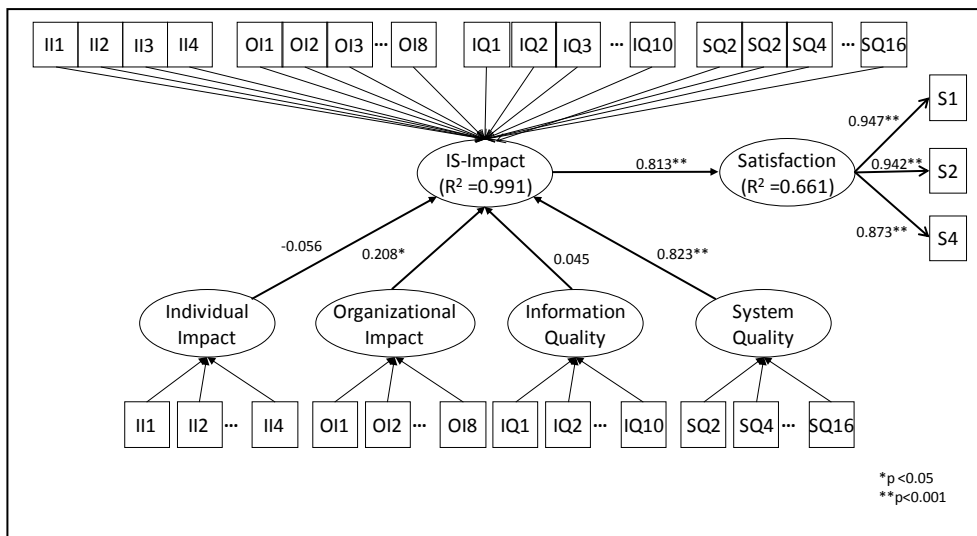 II1 II2 II3 II4 OI1 OI2 OI3 ... OI8 IQ1 IQ2 IQ3 ... IQ10 SQ2 SQ2 SQ4 ... SQ16
S1
0.947**
IS-Impact
(R² =0.991)
0.813**
Satisfaction
(R² =0.661)
0.942**
S2
0.873**
S4
-0.056
0.208*
0.045
0.823**
Individual
Impact
Organizational
Impact
Information
Quality
System
Quality
II1 II2 ... II4 OI1 OI2 ... OI8 IQ1 IQ2 ... IQ10 SQ2 SQ4 ... SQ16
*p <0.05
**p<0.001